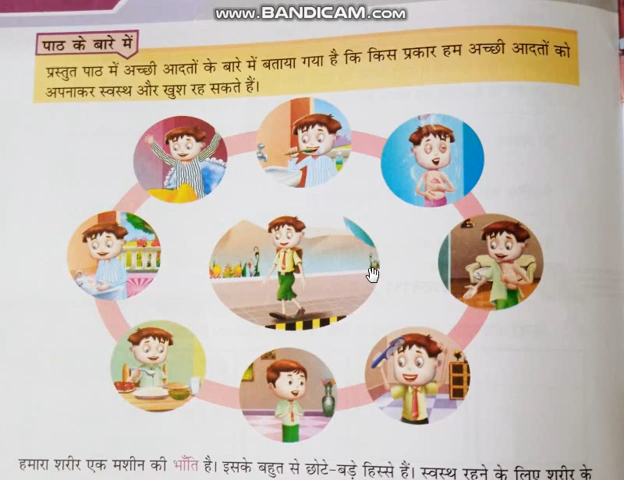 www.BANDICAM.com
पाठ के बारे में
प्रस्तुत पाठ में अच्छी आदतों के बारे में बताया गया है कि किस प्रकार हम अच्छी आदतों को
अपनाकर स्वस्थ और खुश रह सकते हैं।
हमारा शरीर एक मशीन की भाँति है। इसके बहुत से छोटे-बड़े हिस्से हैं। स्वस्थ रहने के लिए शरीर के